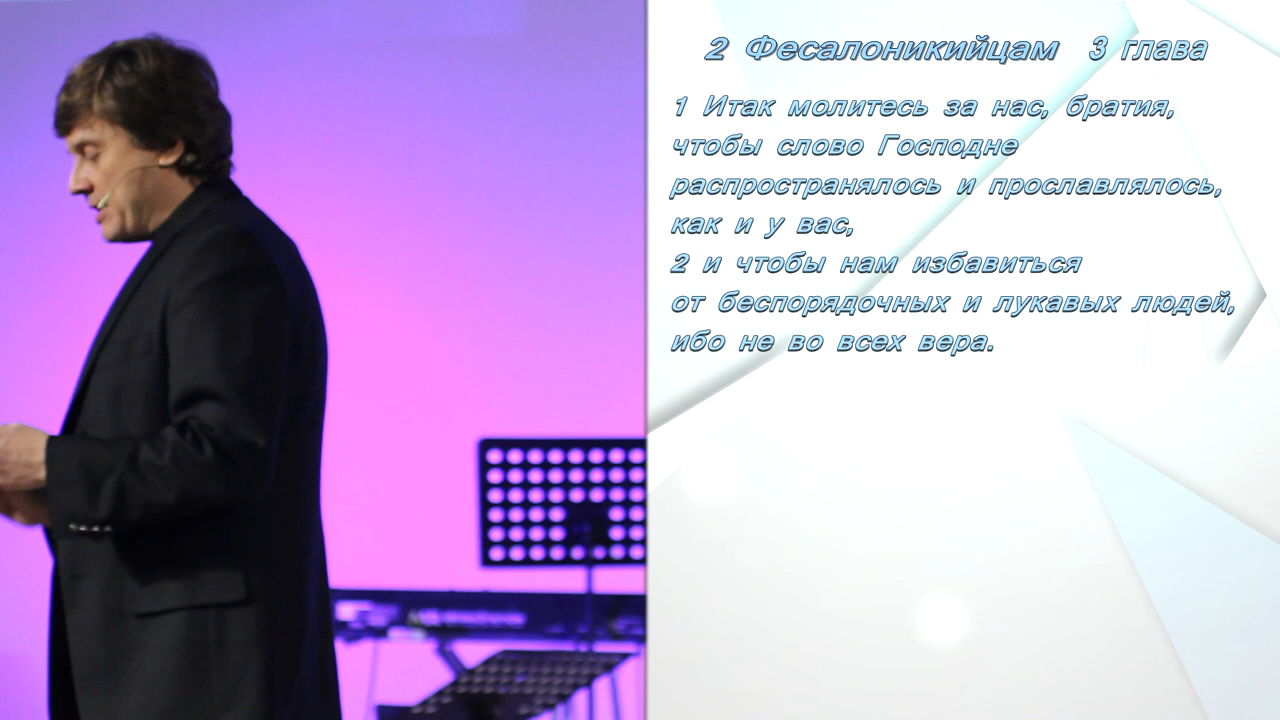 2 Фесалоникийцам 3 глава
1 Итак молитесь за нас, братия,
чтобы слово Господне
распространялось и прославлялось,
как и у вас,
2 и чтобы нам избавиться
от беспорядочных и лукавых людей,
ибо не во всех вера.